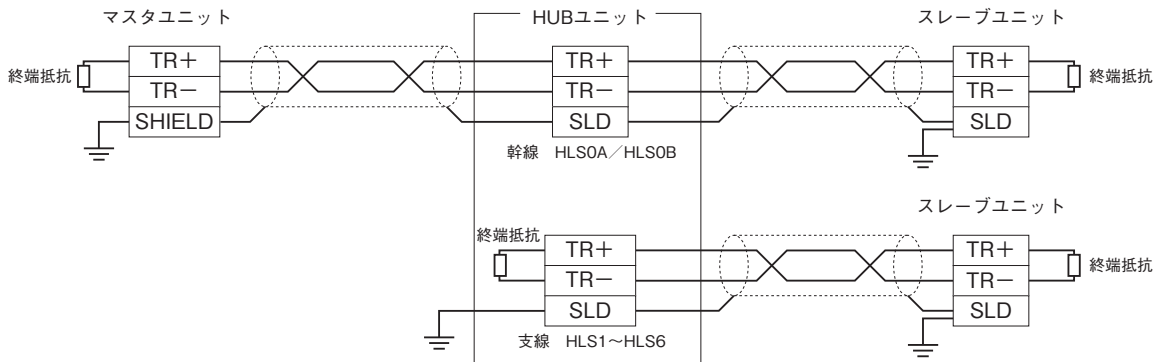 マスタユニット
HUBユニット
スレーブユニット
終端抵抗
TR+
TR−
SHIELD
TR+
TR−
SLD
TR+
TR−
SLD
終端抵抗
幹線 HLS0A／HLS0B
スレーブユニット
終端抵抗
TR+
TR−
SLD
TR+
TR−
SLD
終端抵抗
支線 HLS1～HLS6